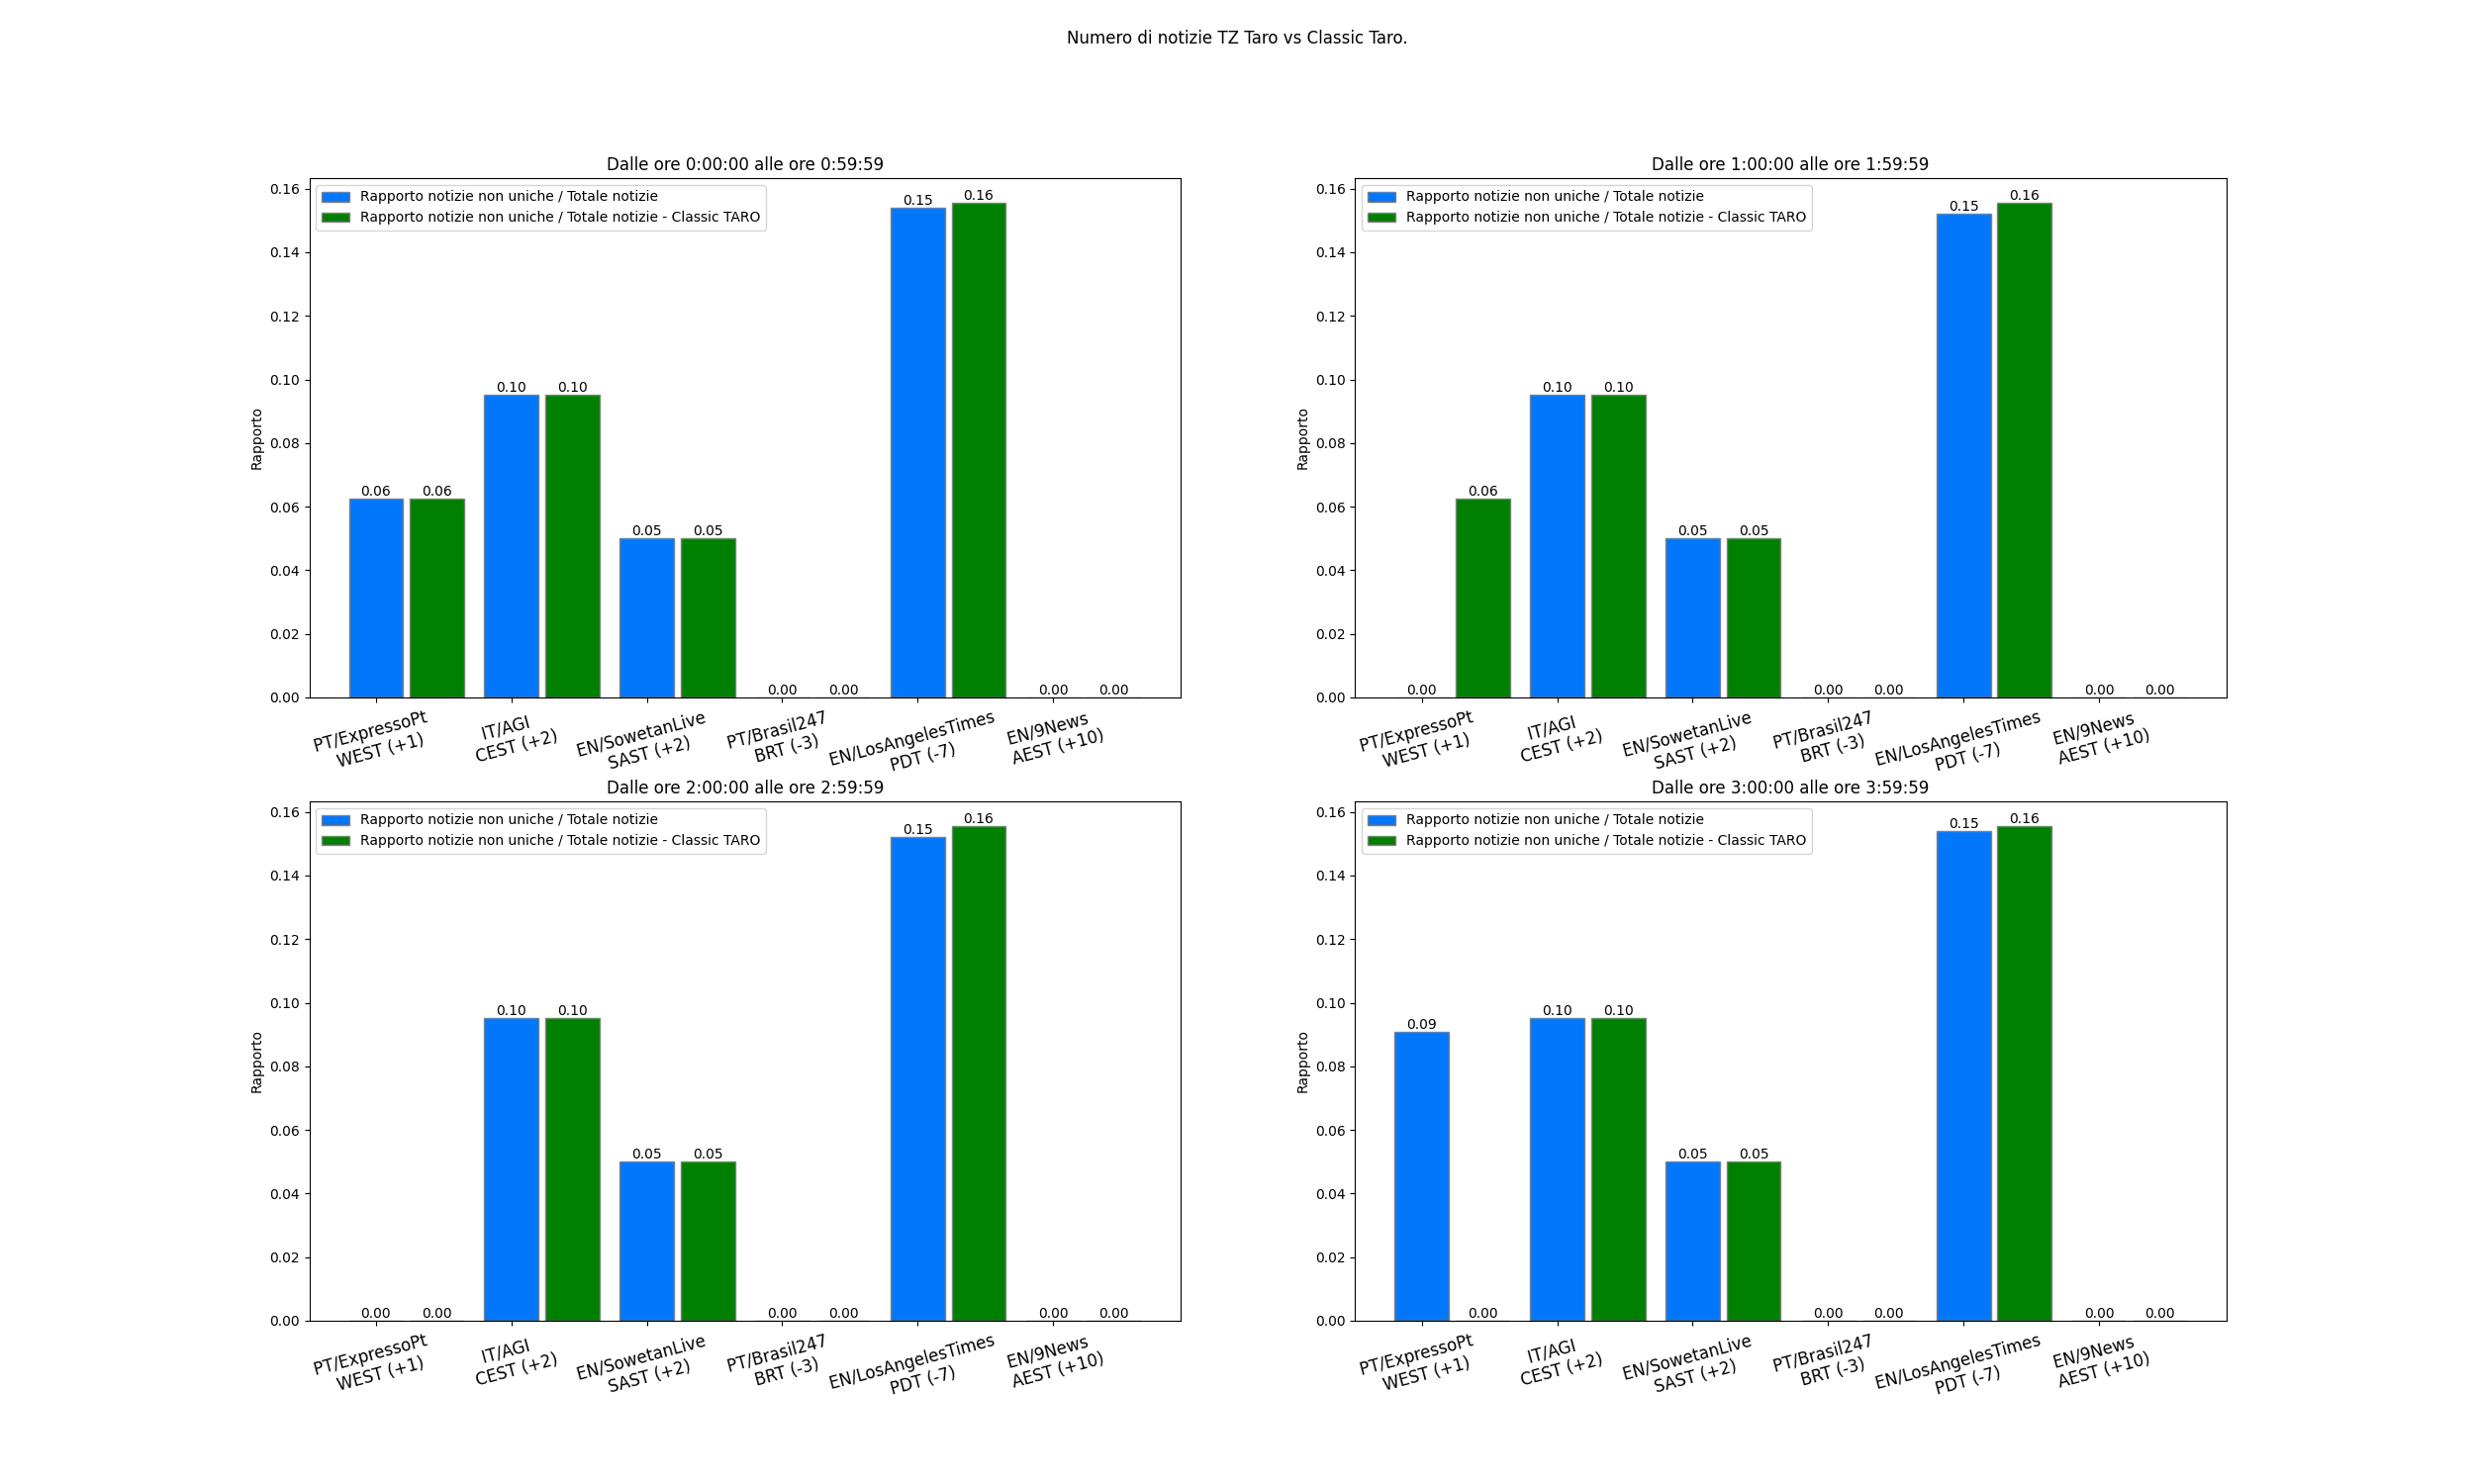 Numero di notizie TZ Taro vs Classic Taro.
Dalle ore 0:00:00 alle ore 0:59:59
Rapporto notizie non uniche / Totale notizie
Rapporto notizie non uniche / Totale notizie - Classic TARO
Rapporto
0.16
0.14
0.12
0.10
0.08
0.06
0.04
0.02
0.00
0.06 0.06 0.10 0.10 0.05 0.05 0.00 0.00 0.15 0.16 0.00 0.00
PT/ExpressoPt
WEST (+1)
IT/AGI
CEST (+2)
EN/SowetanLive
SAST (+2)
PT/Brasil247
BRT (-3)
EN/LosAngelesTimes
PDT (-7)
EN/9News
AEST (+10)
Dalle ore 1:00:00 alle ore 1:59:59
Rapporto notizie non uniche / Totale notizie
Rapporto notizie non uniche / Totale notizie - Classic TARO
Rapporto
0.16
0.14
0.12
0.10
0.08
0.06
0.04
0.02
0.00
0.00 0.06 0.10 0.10 0.05 0.05 0.00 0.00 0.15 0.16 0.00 0.00
PT/ExpressoPt
WEST (+1)
IT/AGI
CEST (+2)
EN/SowetanLive
SAST (+2)
PT/Brasil247
BRT (-3)
EN/LosAngelesTimes
PDT (-7)
EN/9News
AEST (+10)
Dalle ore 2:00:00 alle ore 2:59:59
Rapporto notizie non uniche / Totale notizie
Rapporto notizie non uniche / Totale notizie - Classic TARO
Rapporto
0.16
0.14
0.12
0.10
0.08
0.06
0.04
0.02
0.00
0.00 0.00 0.10 0.10 0.05 0.05 0.00 0.00 0.15 0.16 0.00 0.00
PT/ExpressoPt
WEST (+1)
IT/AGI
CEST (+2)
EN/SowetanLive
SAST (+2)
PT/Brasil247
BRT (-3)
EN/LosAngelesTimes
PDT (-7)
EN/9News
AEST (+10)
Dalle ore 3:00:00 alle ore 3:59:59
Rapporto notizie non uniche / Totale notizie
Rapporto notizie non uniche / Totale notizie - Classic TARO
Rapporto
0.16
0.14
0.12
0.10
0.08
0.06
0.04
0.02
0.00
0.09 0.00 0.10 0.10 0.05 0.05 0.00 0.00 0.15 0.16 0.00 0.00
PT/ExpressoPt
WEST (+1)
IT/AGI
CEST (+2)
EN/SowetanLive
SAST (+2)
PT/Brasil247
BRT (-3)
EN/LosAngelesTimes
PDT (-7)
EN/9News
AEST (+10)